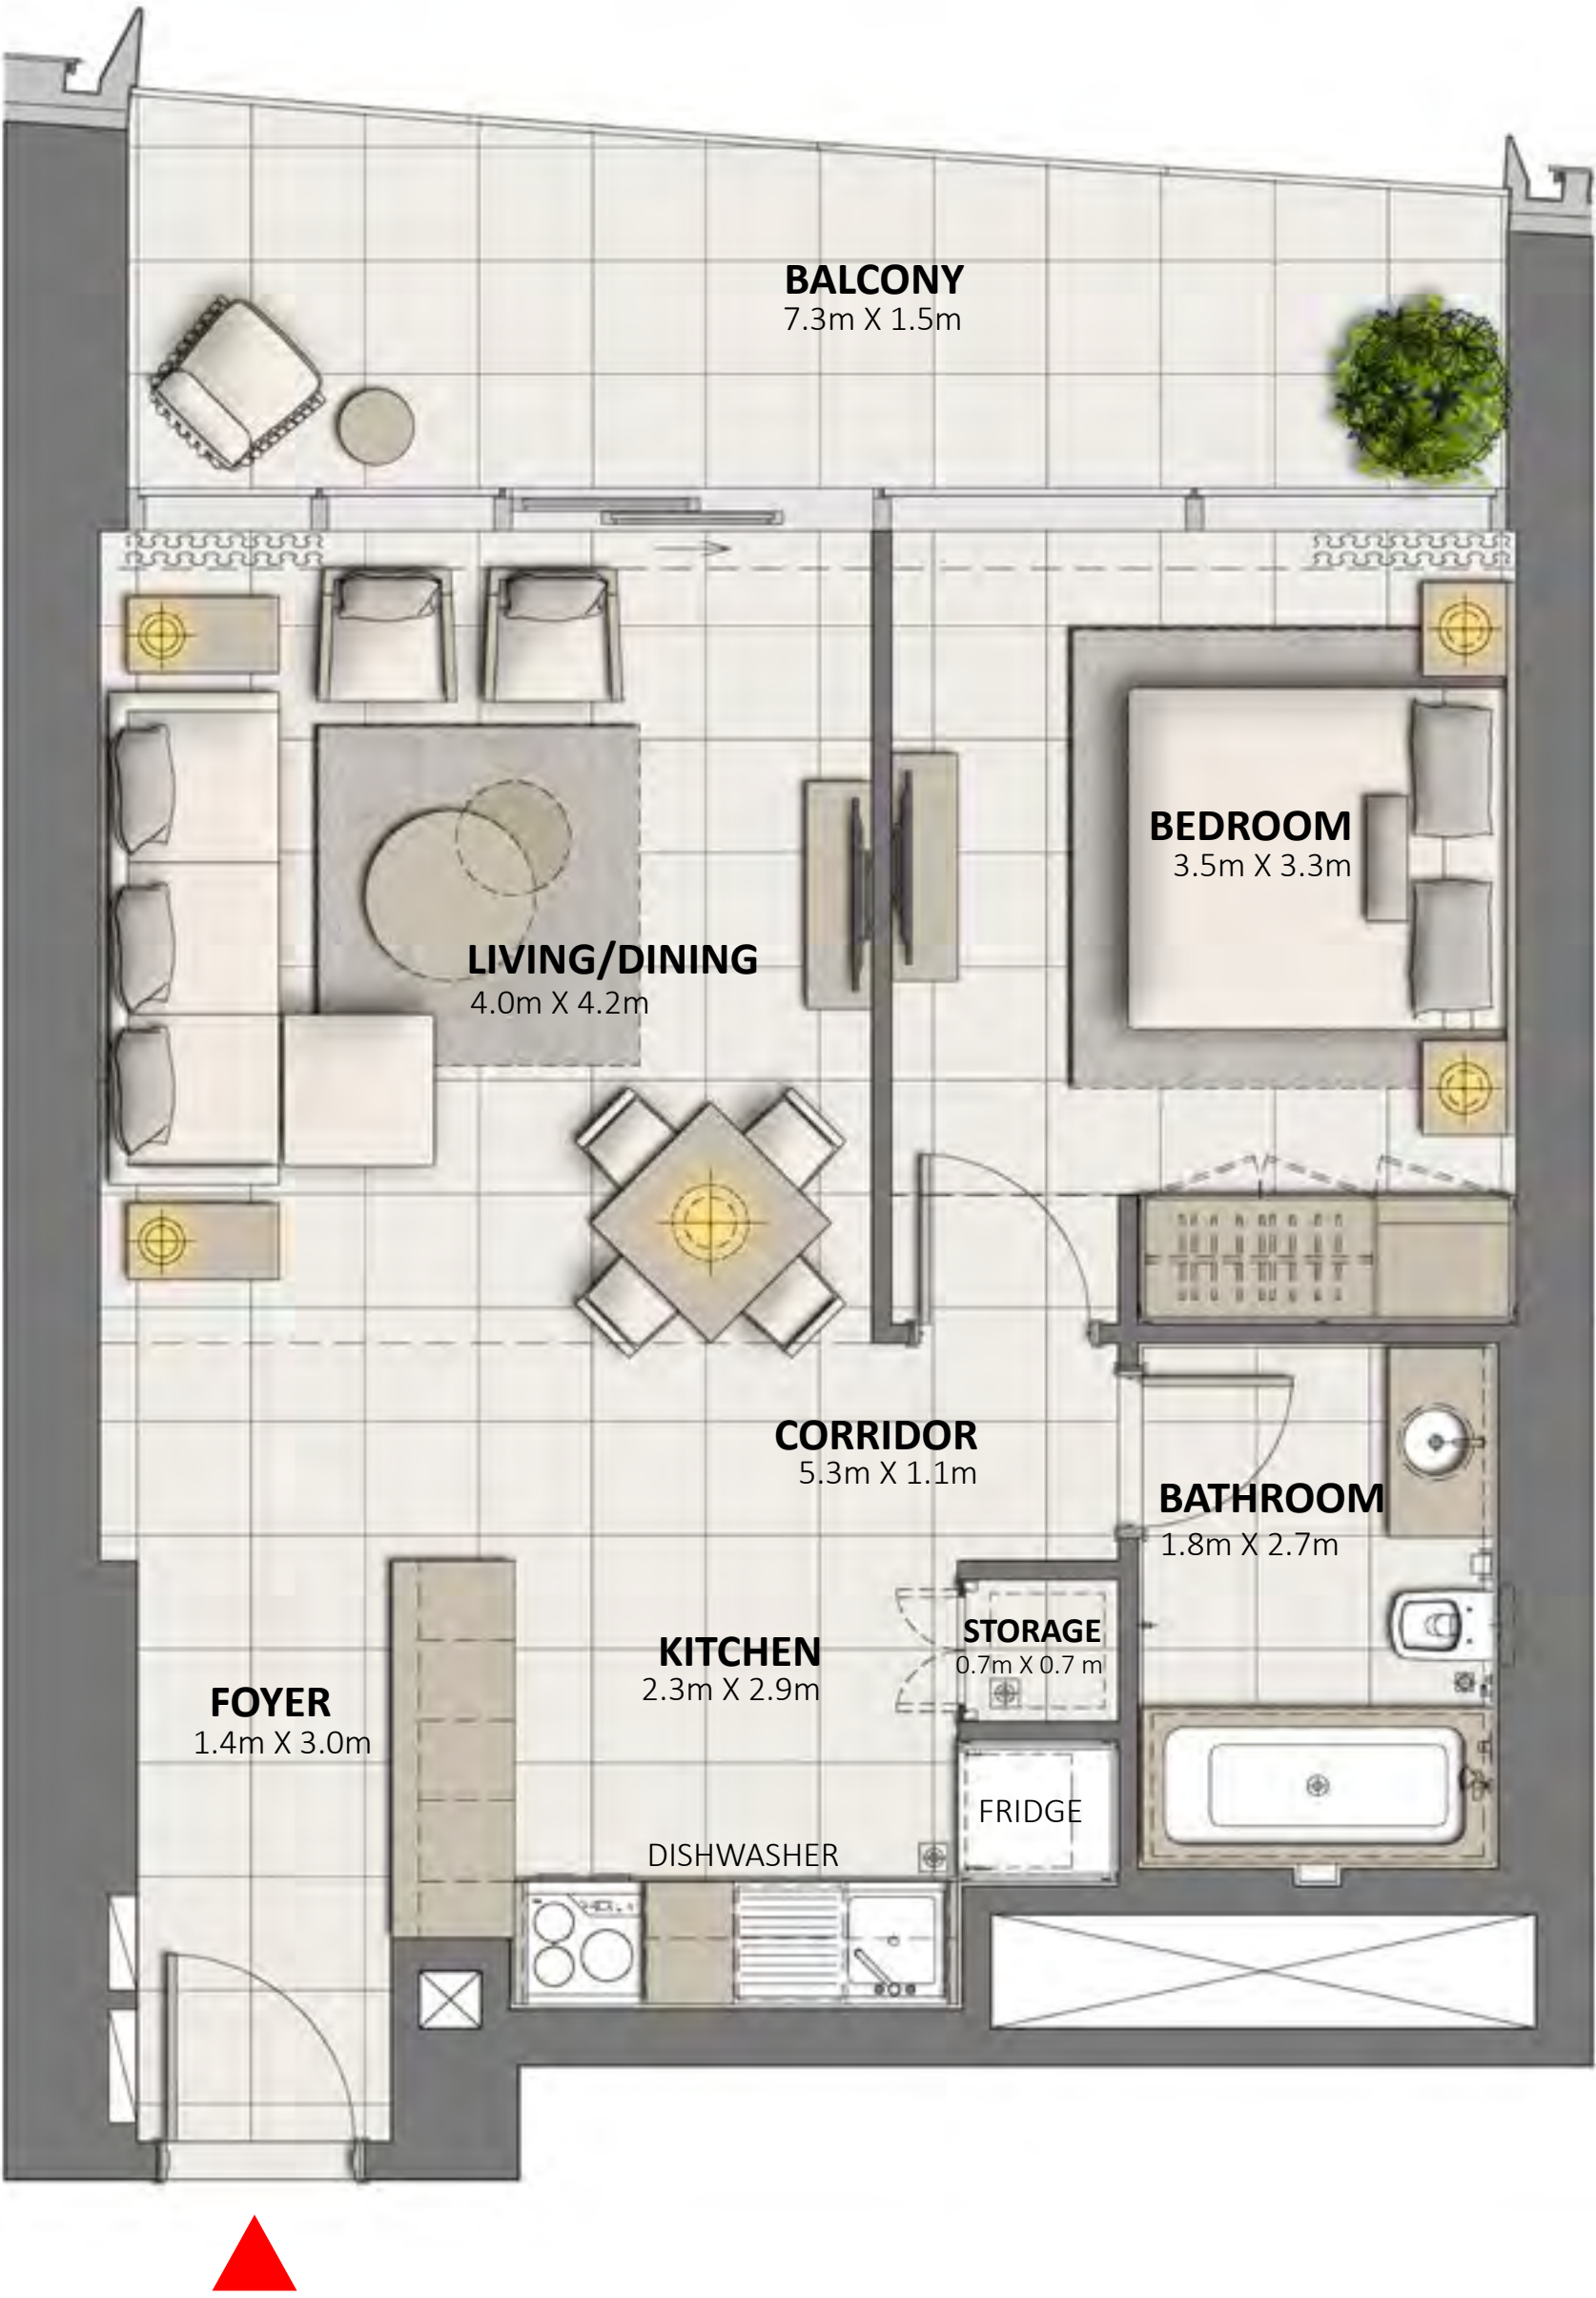 BALCONY
7.3m X 1.5m
BEDROOM
3.5m X 3.3m
LIVING/DINING
4.0m X 4.2m
CORRIDOR
5.3m X 1.1m
BATHROOM
1.8m X 2.7m
STORAGE
0.7m X 0.7 m
KITCHEN
2.3m X 2.9m
FOYER
1.4m X 3.0m
FRIDGE
DISHWASHER